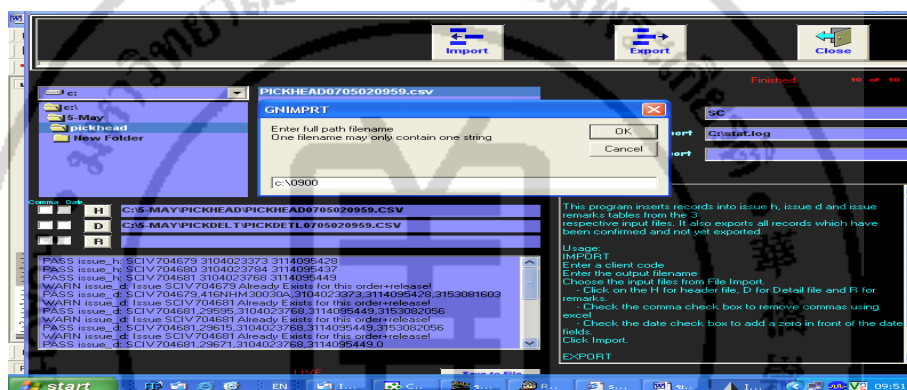 Import
Export
Close
Finished 10 of 10
c:
PICKHEAD0705020959.csv
c:\
5-May
pickhead
New Folder
GNIMPRT
Enter full path filename
One filename may only contain one string
OK
Cancel
c:\0900
SC
C:\stat.log
Comma Date
H C:\5-MAY\PICKHEAD\PICKHEAD0705020959.CSV
D C:\5-MAY\PICKDELT\PICKDETL0705020959.CSV
R
PASS issue_h: SCIV704679 3104023373 3114095428
PASS issue_h: SCIV704680 3104023784 3114095437
PASS issue_h: SCIV704681 3104023768 3114095449
WARN issue_d: Issue SCIV704679 Already Exists for this order+release!
PASS issue_d: SCIV704679,416NHM30030A,3104023373,3114095428,3153081603
WARN issue_d: Issue SCIV704681 Already Exists for this order+release!
PASS issue_d: SCIV704681,29595,3104023768,3114095449,3153082056
WARN issue_d: Issue SCIV704681 Already Exists for this order+release!
PASS issue_d: SCIV704681,29615,3104023768,3114095449,3153082056
WARN issue_d: Issue SCIV704681 Already Exists for this order+release!
PASS issue_d: SCIV704681,29671,3104023768,3114095449,0
This program inserts records into issue h, issue d and issue
remarks tables from the 3
respective input files. It also exports all records which have
been confirmed and not yet exported.
Usage:
IMPORT
Enter a client code
Enter the output filename
Choose the input files from File Import.
- Click on the H for header file, D for Detail file and R for
remarks.
- Check the comma check box to remove commas using
excel
- Check the date check box to add a zero in front of the date
fields.
Click Import.
EXPORT
LIVE
Save to File
start
EN
09:51